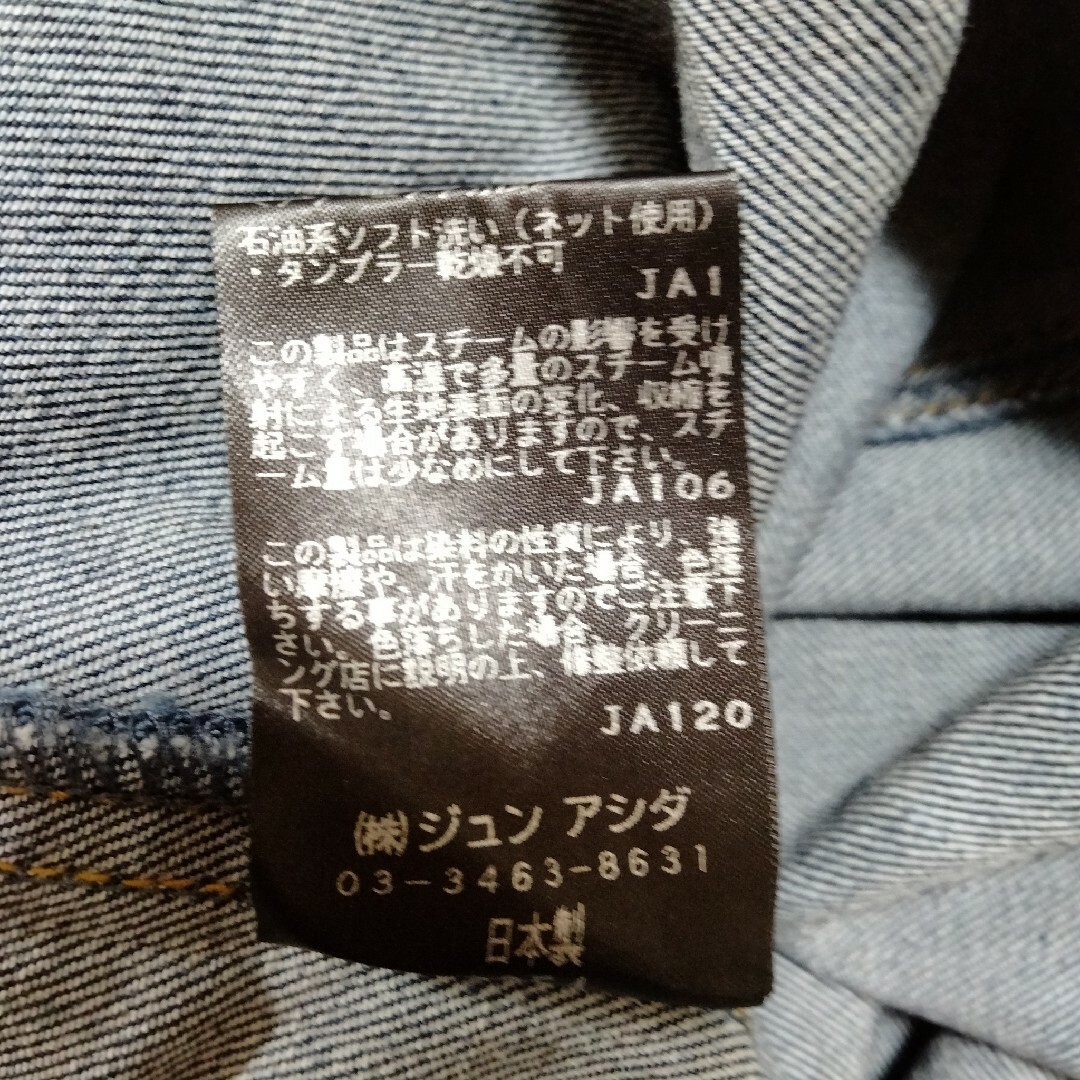 石油系ソフト洗い(ネット使用)
・タンブラー乾燥不可
JA1
この製品はスチームの影響を受け
やすく、高温で多量のスチーム噴
射による生地表面の変化、収縮を
起こす場合がありますので、スチ
ーム量は少なめにして下さい。
JA106
この製品は染料の性質により、強
い摩擦や、汗をかいた場合、色落
ちする事がありますのでご注意下
さい。色落ちした場合、クリーニ
ング店に説明の上、修整依頼して
下さい。
JA120
(株)ジュン アシダ
03-3463-8631
日本製